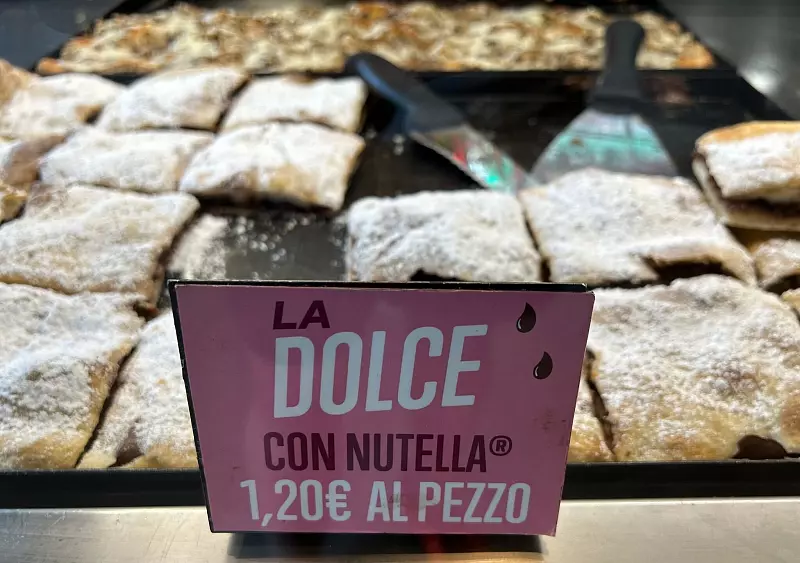 LA
DOLCE
CON NUTELLA®
1,20€ AL PEZZO